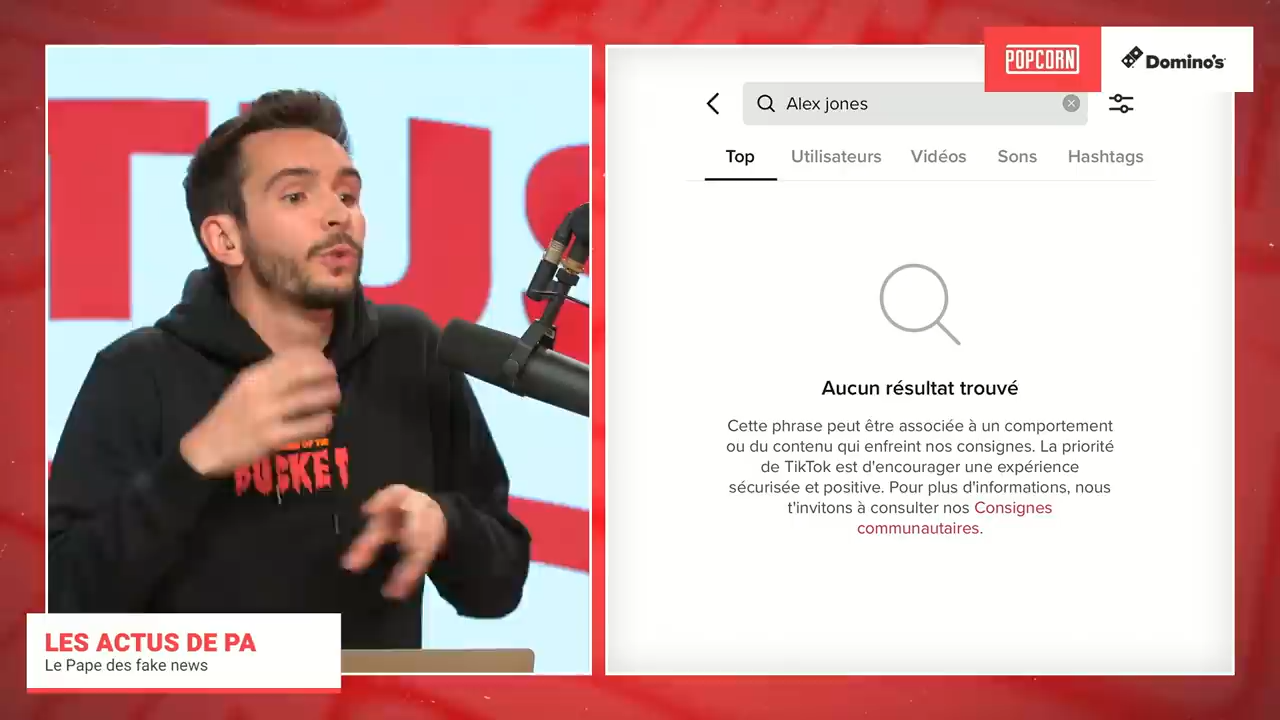 POPCORN
Domino's
Alex jones
Top
Utilisateurs
Vidéos
Sons
Hashtags
Aucun résultat trouvé
Cette phrase peut être associée à un comportement
ou du contenu qui enfreint nos consignes. La priorité
de TikTok est d'encourager une expérience
sécurisée et positive. Pour plus d'informations, nous
t'invitons à consulter nos Consignes
communautaires.
OF THE
BUCKET
LES ACTUS DE PA
Le Pape des fake news